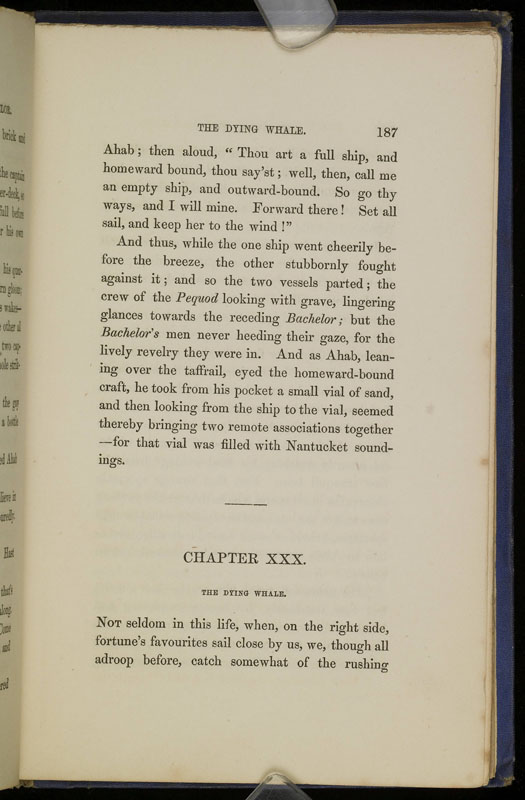 THE DYING WHALE. 187
Ahab; then aloud, “ Thou art a full ship, and
homeward bound, thou say'st; well, then, call me
an empty ship, and outward-bound. So go thy
ways, and I will mine. Forward there! Set all
sail, and keep her to the wind!”
And thus, while the one ship went cheerily be-
fore the breeze, the other stubbornly fought
against it; and so the two vessels parted; the
crew of the Pequod looking with grave, lingering
glances towards the receding Bachelor; but the
Bachelor's men never heeding their gaze, for the
lively revelry they were in. And as Ahab, lean-
ing over the taffrail, eyed the homeward-bound
craft, he took from his pocket a small vial of sand,
and then looking from the ship to the vial, seemed
thereby bringing two remote associations together
—for that vial was filled with Nantucket sound-
ings.
CHAPTER XXX.
THE DYING WHALE.
NOT seldom in this life, when, on the right side,
fortune's favourites sail close by us, we, though all
adroop before, catch somewhat of the rushing